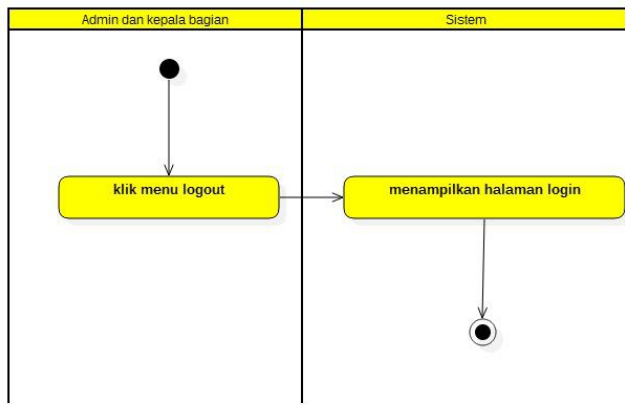 Admin dan kepala bagian
Sistem
klik menu logout
menampilkan halaman login